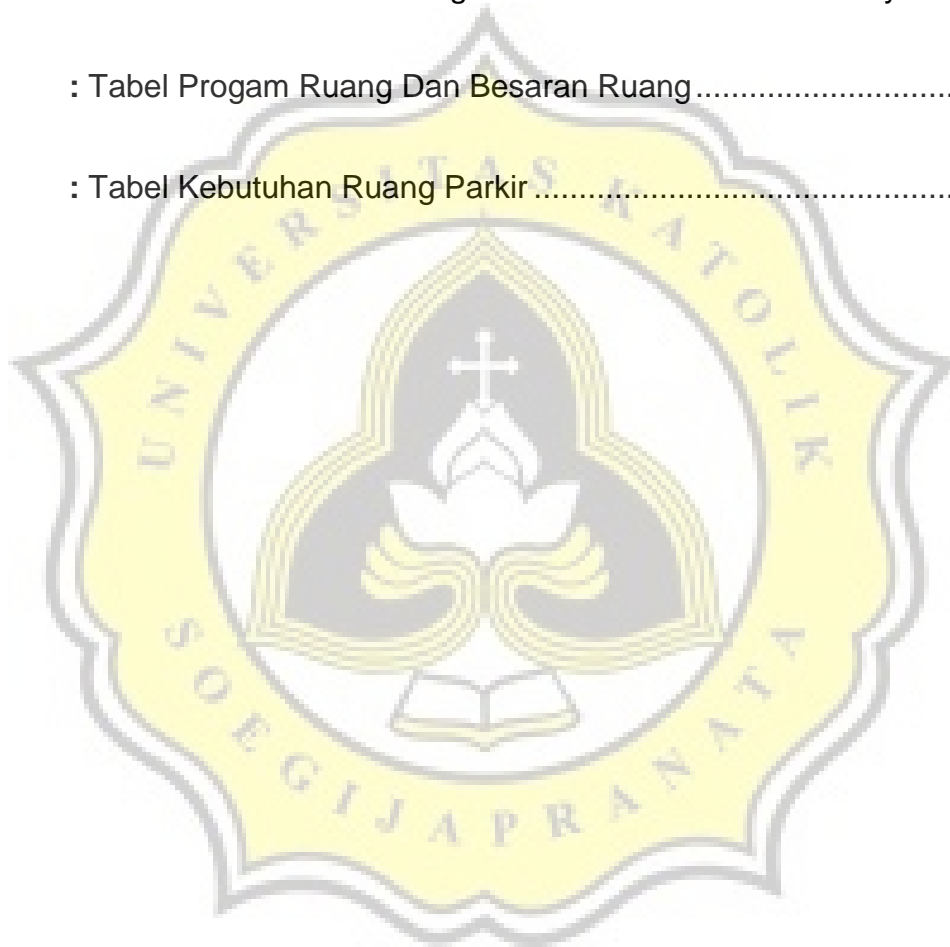 : Tabel Progam Ruang Dan Besaran Ruang..............................
: Tabel Kebutuhan Ruang Parkir................................................
UNIVERSITAS KATOLIK
SOEGIJAPRANATA